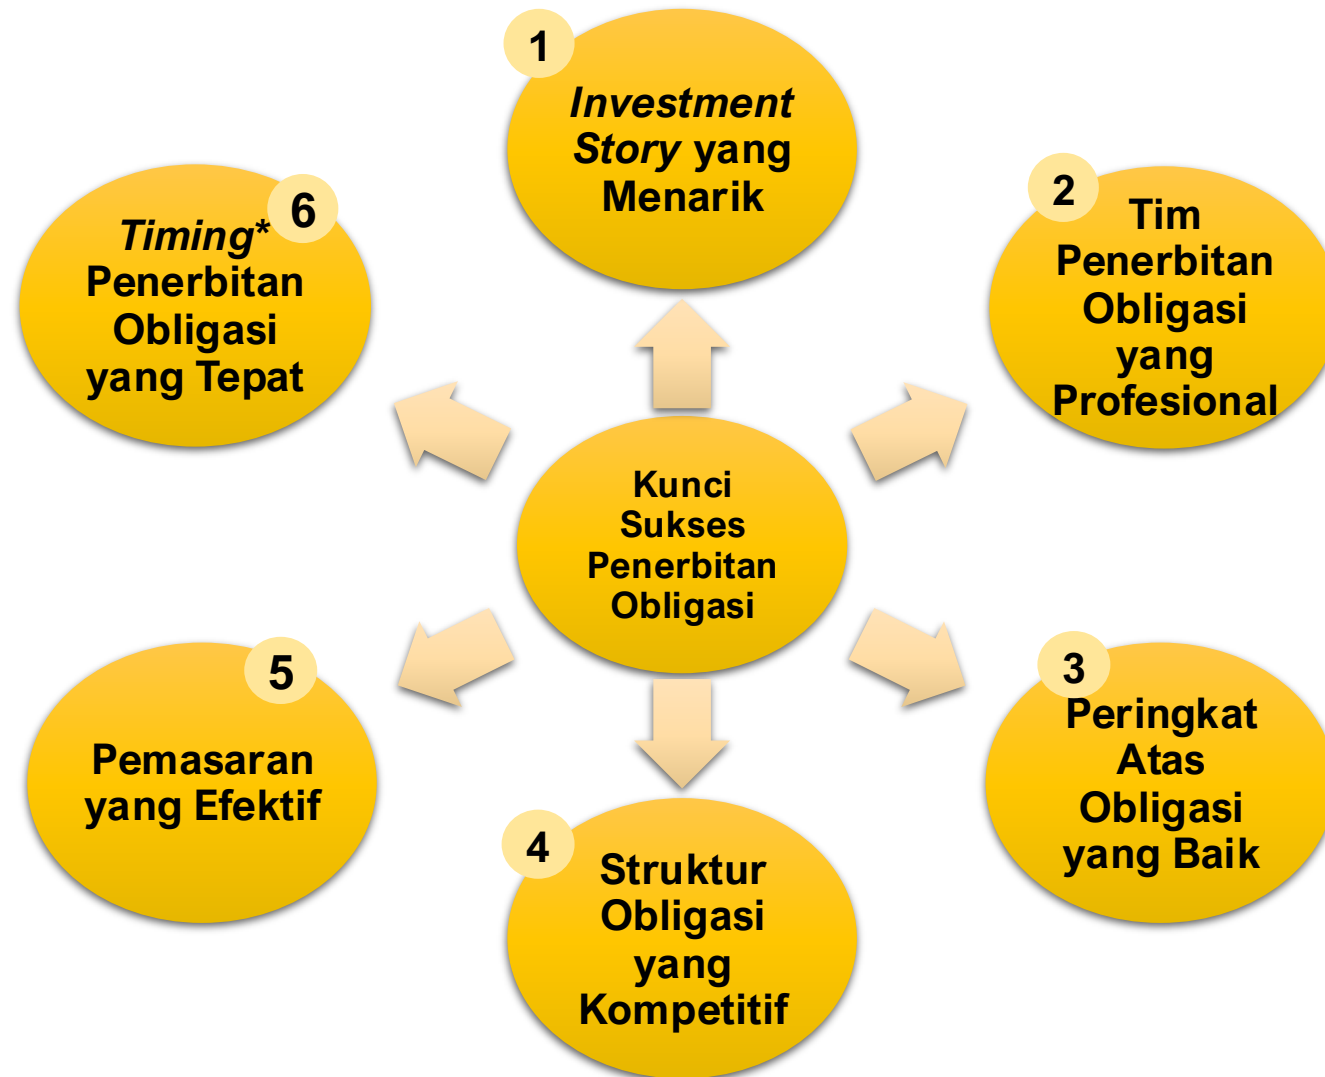 1
Investment
Story yang
Menarik
2
Tim
Penerbitan
Obligasi
yang
Profesional
3
Peringkat
Atas
Obligasi
yang Baik
4
Struktur
Obligasi
yang
Kompetitif
5
Pemasaran
yang Efektif
6
Timing*
Penerbitan
Obligasi
yang Tepat
Kunci
Sukses
Penerbitan
Obligasi